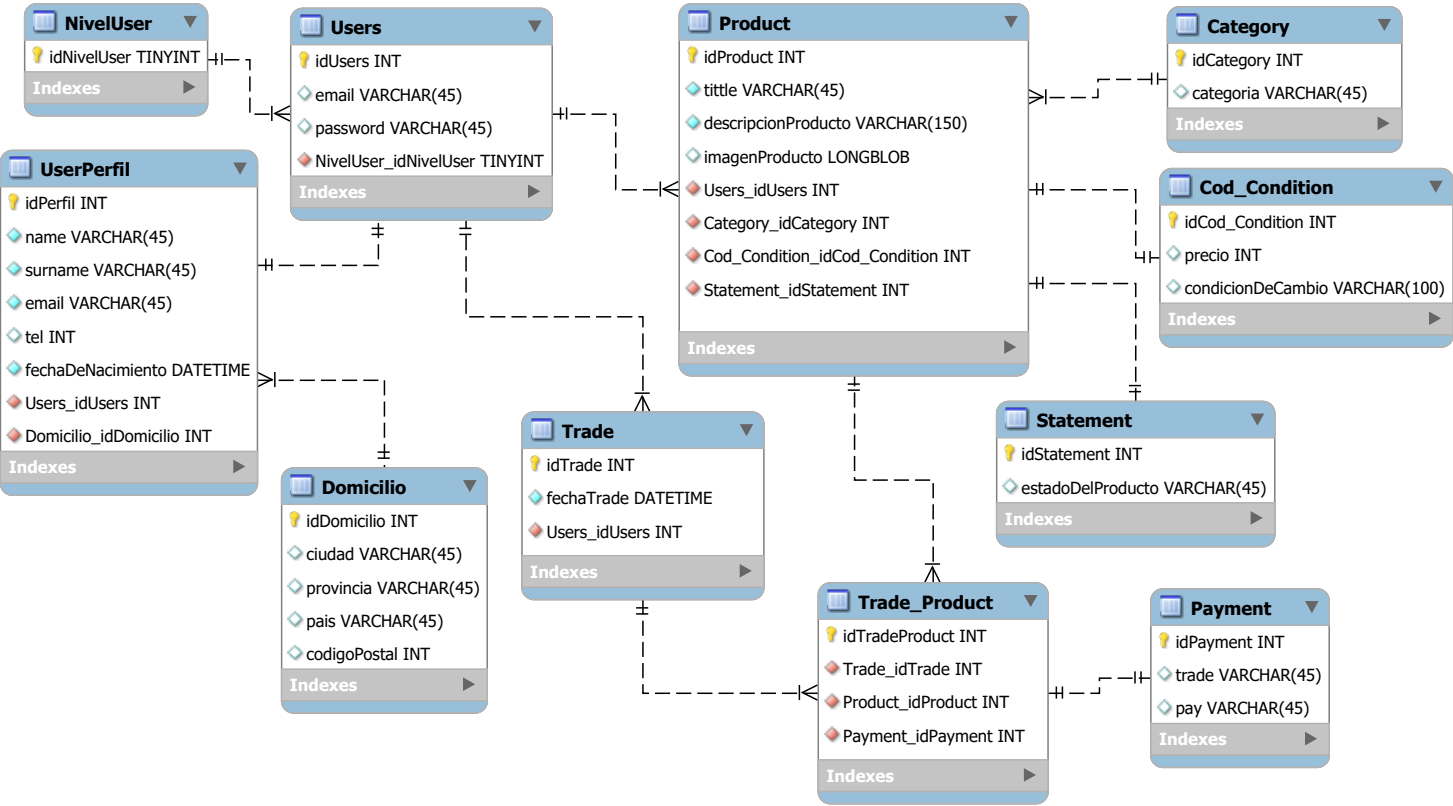 NivelUser
idNivelUser TINYINT
Indexes
Users
idUsers INT
email VARCHAR(45)
password VARCHAR(45)
NivelUser_idNivelUser TINYINT
Indexes
Product
idProduct INT
tittle VARCHAR(45)
descripcionProducto VARCHAR(150)
imagenProducto LONGBLOB
Users_idUsers INT
Category_idCategory INT
Cod_Condition_idCod_Condition INT
Statement_idStatement INT
Indexes
Category
idCategory INT
categoria VARCHAR(45)
Indexes
UserPerfil
idPerfil INT
name VARCHAR(45)
surname VARCHAR(45)
email VARCHAR(45)
tel INT
fechaDeNacimiento DATETIME
Users_idUsers INT
Domicilio_idDomicilio INT
Indexes
Cod_Condition
idCod_Condition INT
precio INT
condicionDeCambio VARCHAR(100)
Indexes
Statement
idStatement INT
estadoDelProducto VARCHAR(45)
Indexes
Trade
idTrade INT
fechaTrade DATETIME
Users_idUsers INT
Indexes
Domicilio
idDomicilio INT
ciudad VARCHAR(45)
provincia VARCHAR(45)
pais VARCHAR(45)
codigoPostal INT
Indexes
Trade_Product
idTradeProduct INT
Trade_idTrade INT
Product_idProduct INT
Payment_idPayment INT
Indexes
Payment
idPayment INT
trade VARCHAR(45)
pay VARCHAR(45)
Indexes